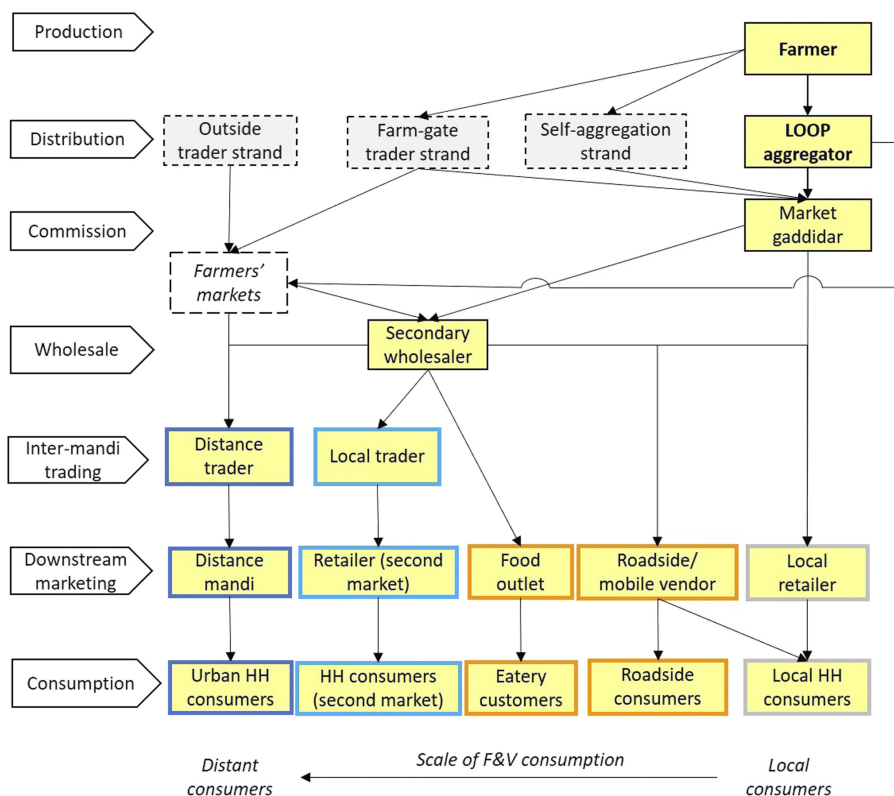 Production
Farmer
Distribution
Outside
trader strand
Farm-gate
trader strand
Self-aggregation
strand
LOOP
aggregator
Commission
Market
gaddidar
Farmers’
markets
Wholesale
Secondary
wholesaler
Inter-mandi
trading
Distance
trader
Local trader
Downstream
marketing
Distance
mandi
Retailer (second
market)
Food
outlet
Roadside/
mobile vendor
Local
retailer
Consumption
Urban HH
consumers
HH consumers
(second market)
Eatery
customers
Roadside
consumers
Local HH
consumers
Distant
consumers
Scale of F&V consumption
Local
consumers